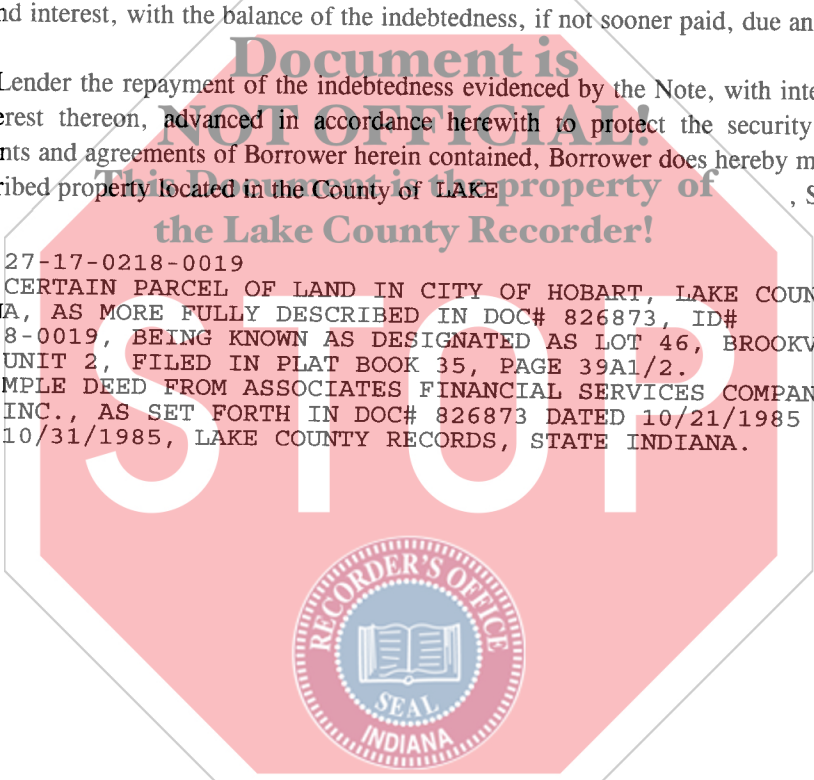 nd interest, with the balance of the indebtedness, if not sooner paid, due an
Document is
Lender the repayment of the indebtedness evidenced by the Note, with inte
NOT OFFICIAL!
erest thereon, advanced in accordance herewith to protect the security
nts and agreements of Borrower herein contained, Borrower does hereby m
ribed property located in the County of LAKE , S
This Document is the property of
the Lake County Recorder!
27-17-0218-0019
CERTAIN PARCEL OF LAND IN CITY OF HOBART, LAKE COUN
A, AS MORE FULLY DESCRIBED IN DOC# 826873, ID#
8-0019, BEING KNOWN AS DESIGNATED AS LOT 46, BROOKV
UNIT 2, FILED IN PLAT BOOK 35, PAGE 39A1/2.
MPLE DEED FROM ASSOCIATES FINANCIAL SERVICES COMPAN
INC., AS SET FORTH IN DOC# 826873 DATED 10/21/1985
10/31/1985, LAKE COUNTY RECORDS, STATE INDIANA.
STOP
RECORDER'S OFFICE
SEAL
INDIANA